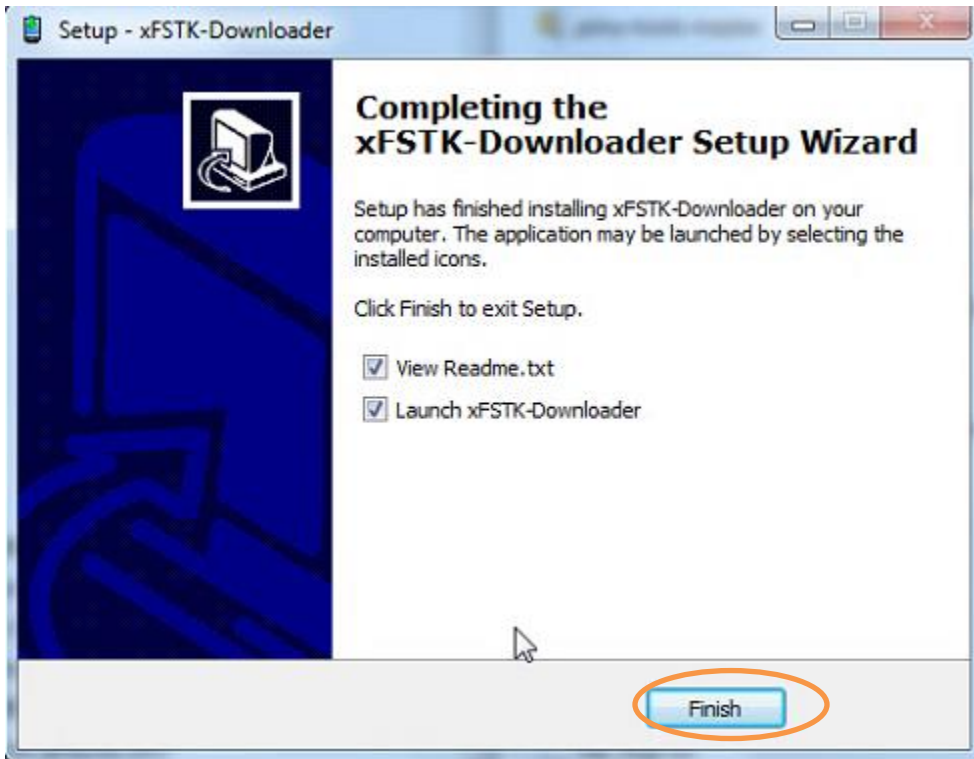 Setup - xFSTK-Downloader
Completing the
xFSTK-Downloader Setup Wizard
Setup has finished installing xFSTK-Downloader on your
computer. The application may be launched by selecting the
installed icons.
Click Finish to exit Setup.
View Readme.txt
Launch xFSTK-Downloader
Finish